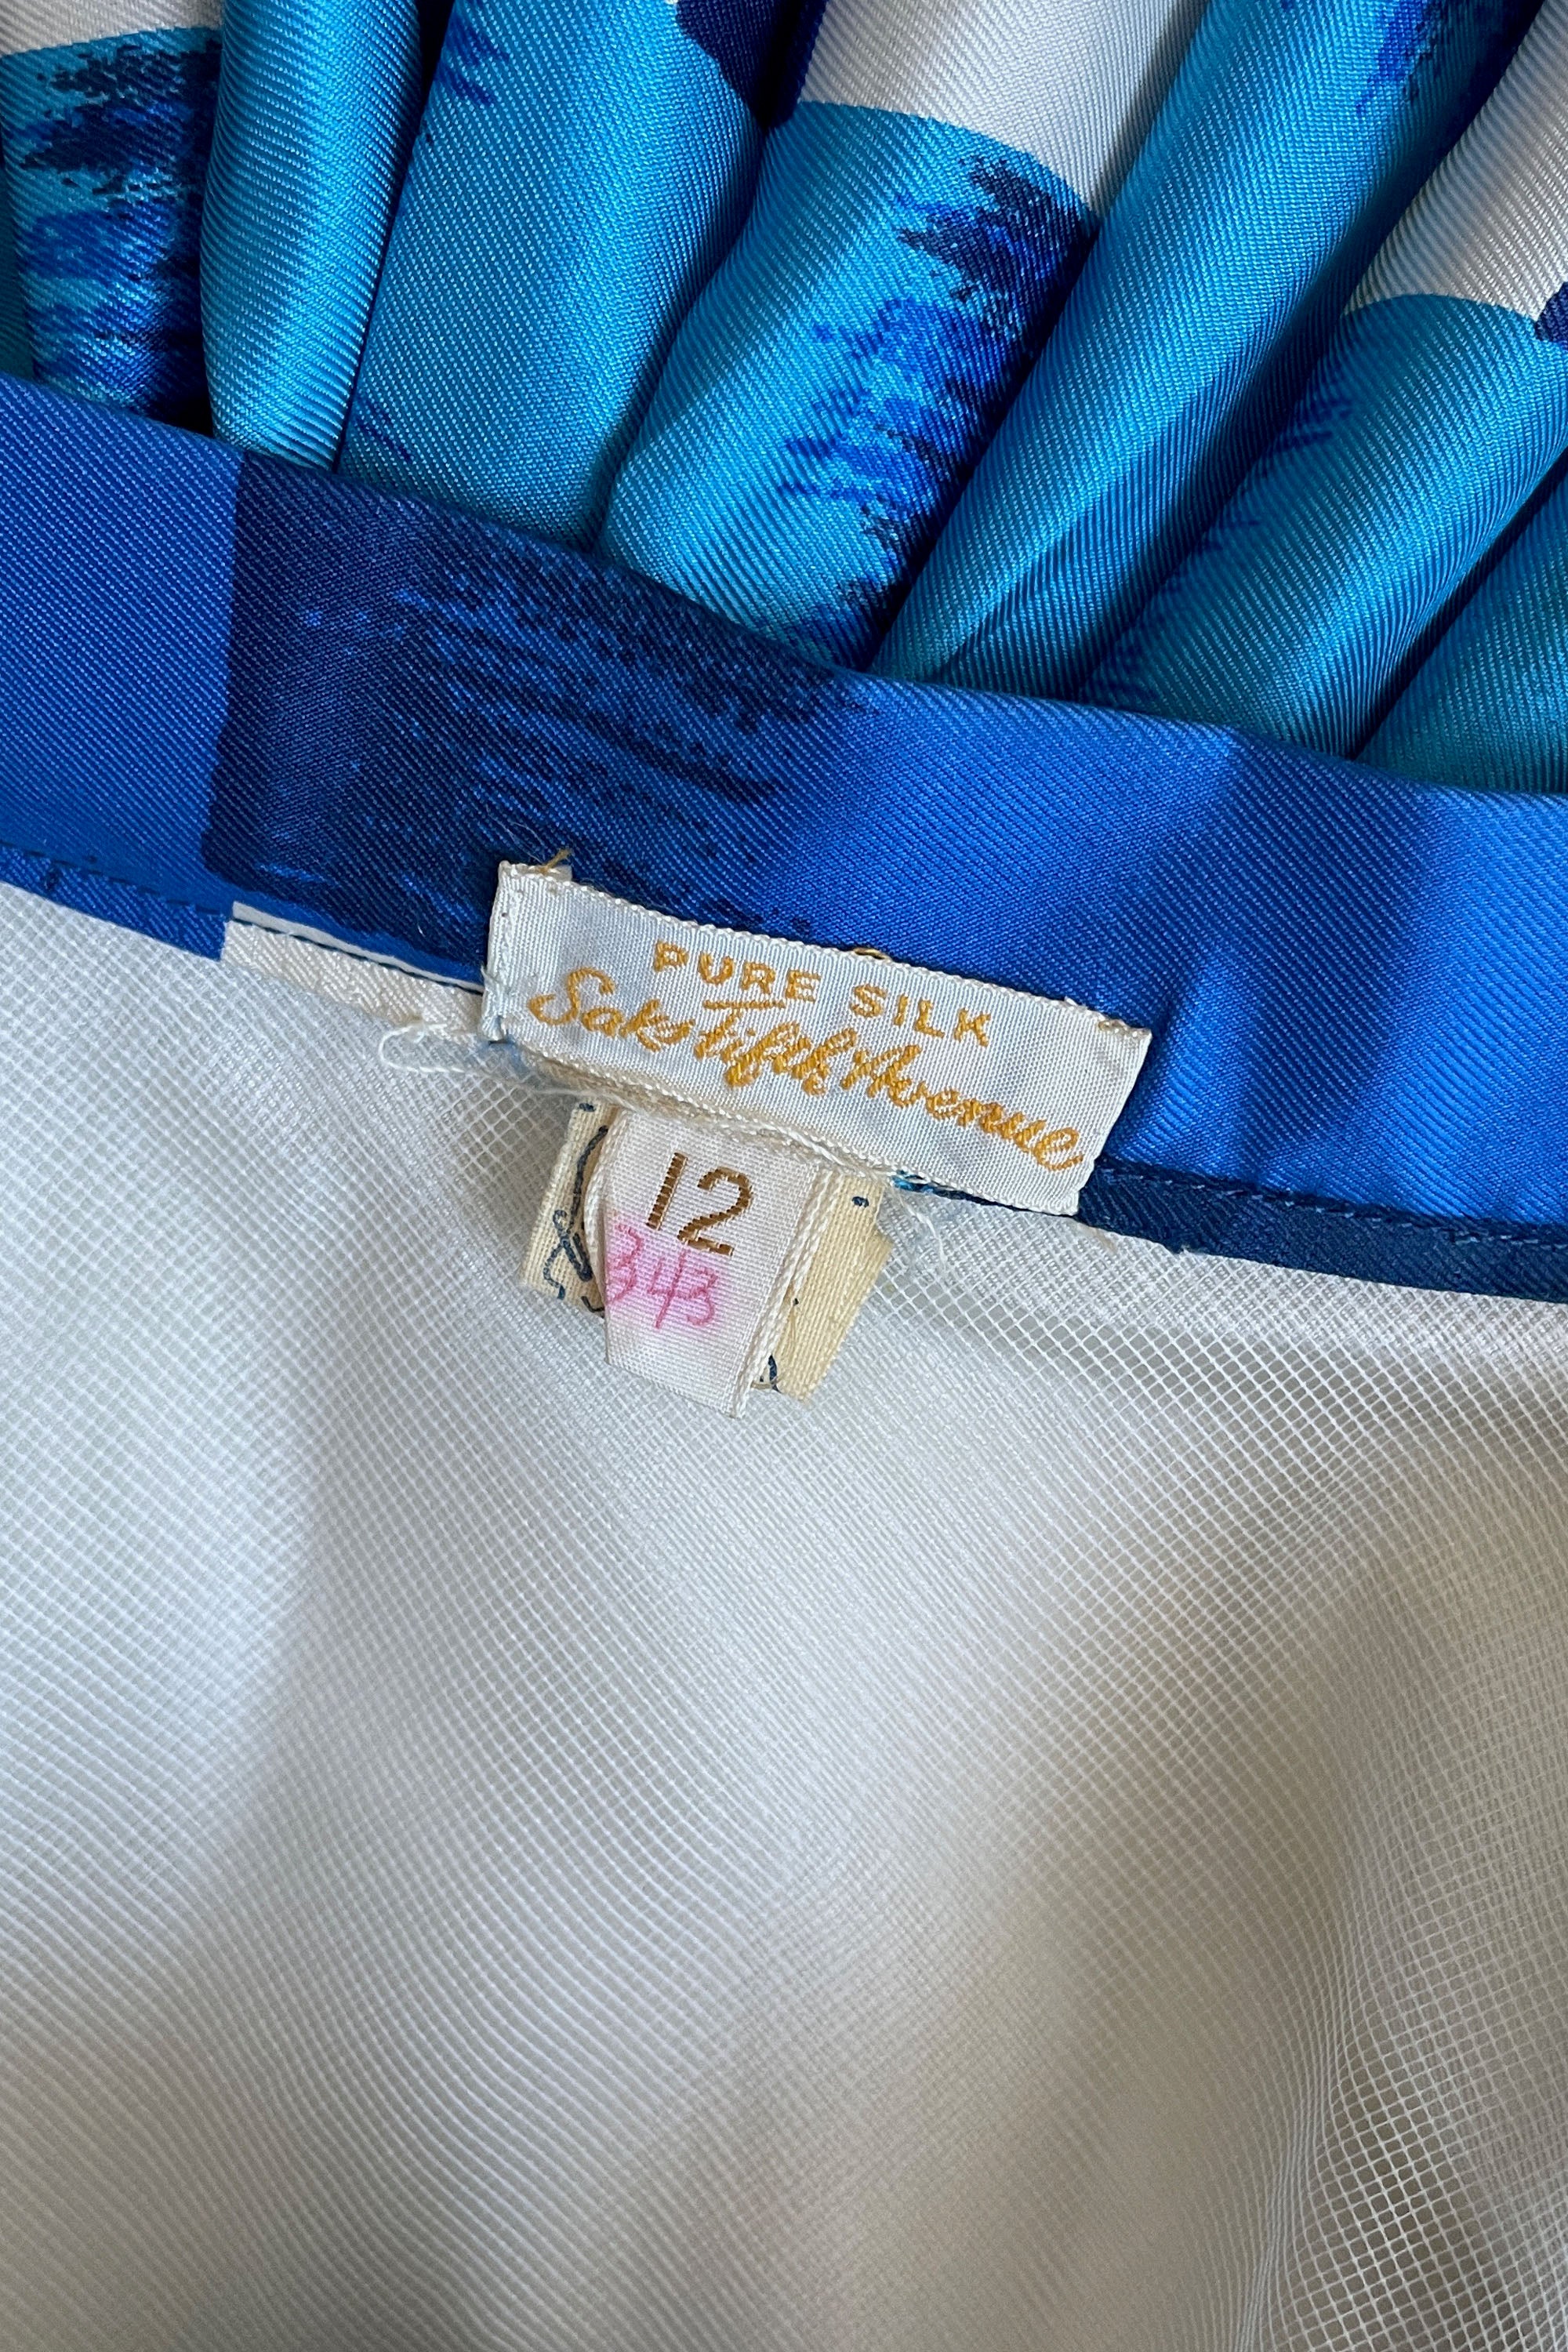 PURE SILK
Saks Fifth Avenue
12
343